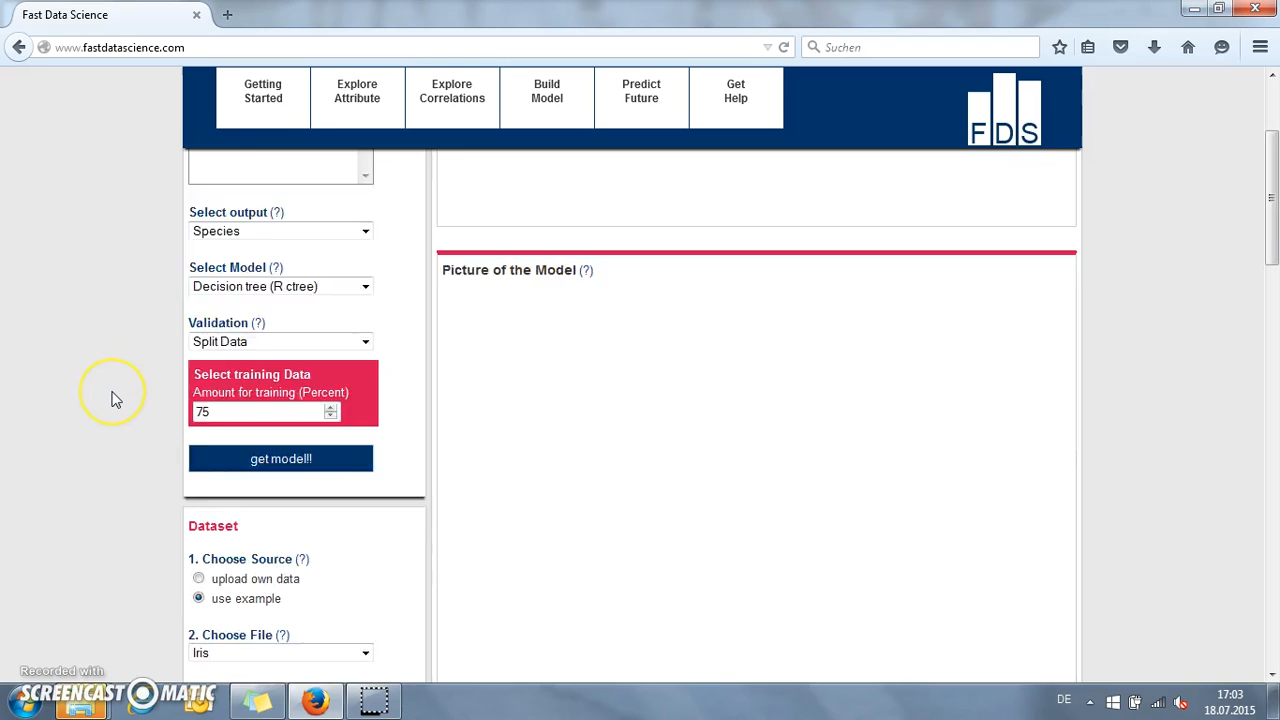 Fast Data Science
www.fastdatascience.com
Suchen
Getting Started
Explore Attribute
Explore Correlations
Build Model
Predict Future
Get Help
FDS
Select output (?)
Species
Select Model (?)
Decision tree (R ctree)
Validation (?)
Split Data
Select training Data
Amount for training (Percent)
75
get model!!
Picture of the Model (?)
Dataset
1. Choose Source (?)
upload own data
use example
2. Choose File (?)
Iris
Recorded with
SCREENCAST-O-MATIC
DE
17:03
18.07.2015